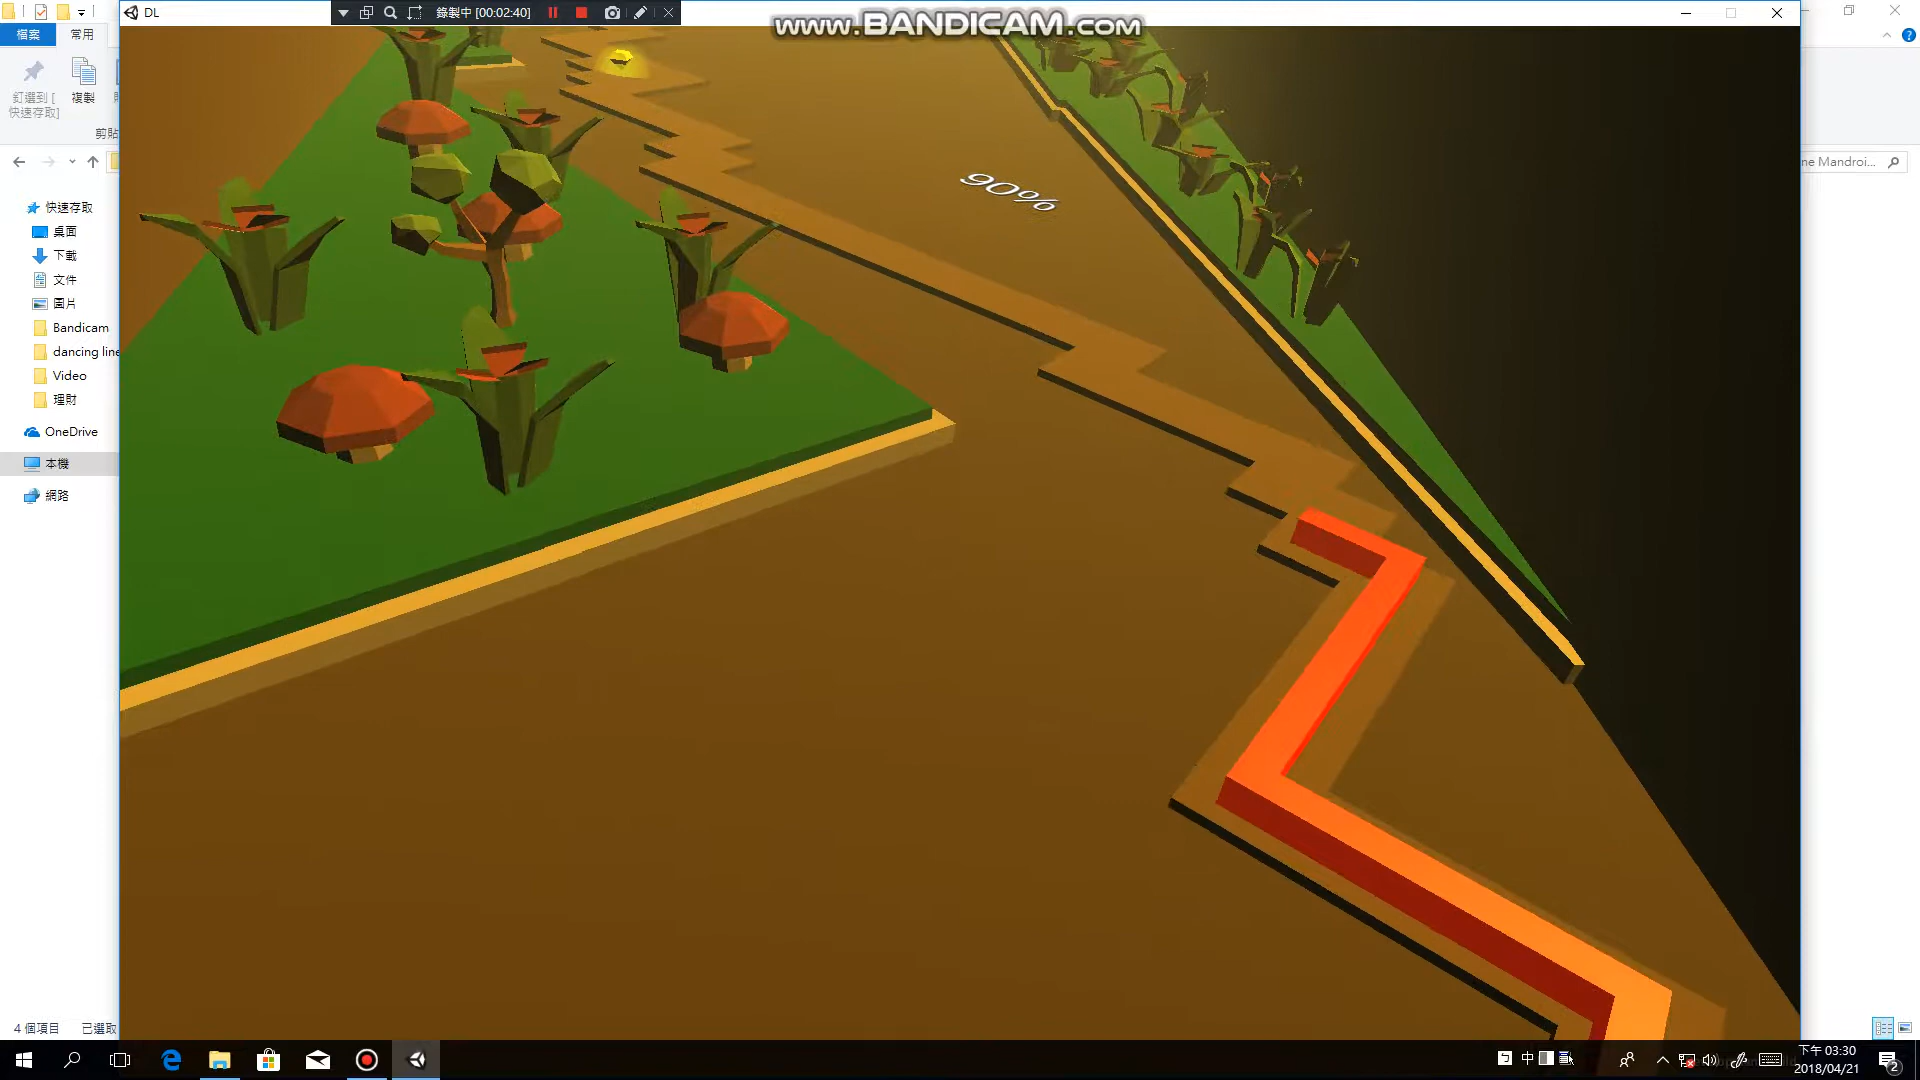 DL
錄製中 [00:02:40]
www.BANDICAM.com
檔案
常用
釘選到 [
快速存取]
複製
剪貼
ne Mandroi...
快速存取
桌面
下載
文件
圖片
Bandicam
dancing line
Video
理財
OneDrive
本機
網路
90%
4 個項目
已選取
中
下午 03:30
2018/04/21
2